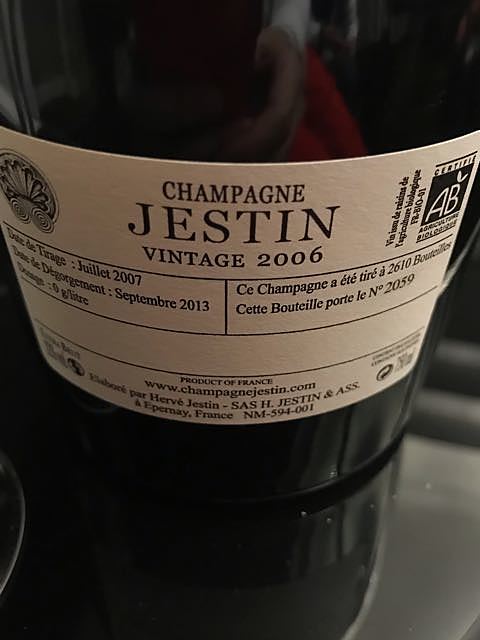 CHAMPAGNE
JESTIN
VINTAGE 2006
Date de Tirage : Juillet 2007
Date de Dégorgement : Septembre 2013
Dosage : 0 g/litre
Ce Champagne a été tiré à 2610 Bouteilles
Cette Bouteille porte le N° 2059
Vin issu de raisins de
l'agriculture biologique
FR-BIO-01
CERTIFIÉ
AB
AGRICULTURE
BIOLOGIQUE
PRODUCT OF FRANCE
www.champagnejestin.com
Elaboré par Hervé Jestin - SAS H. JESTIN & ASS.
à Epernay, France NM-594-001